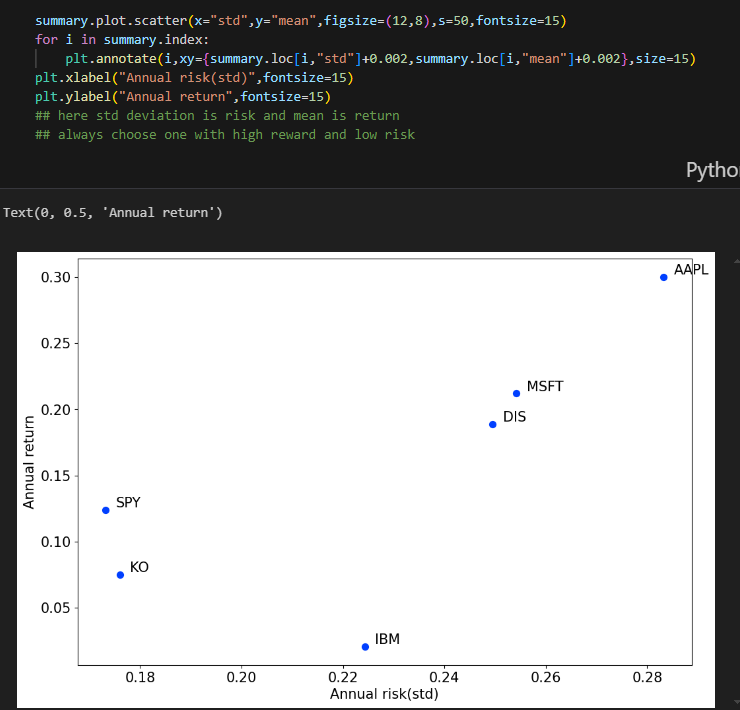 summary.plot.scatter(x="std",y="mean",figsize=(12,8),s=50,fontsize=15)
for i in summary.index:
    plt.annotate(i,xy={summary.loc[i,"std"]+0.002,summary.loc[i,"mean"]+0.002},size=15)
plt.xlabel("Annual risk(std)",fontsize=15)
plt.ylabel("Annual return",fontsize=15)
## here std deviation is risk and mean is return
## always choose one with high reward and low risk
Pytho
Text(0, 0.5, 'Annual return')
0.30
0.25
0.20
0.15
0.10
0.05
Annual return
AAPL
MSFT
DIS
SPY
KO
IBM
0.18 0.20 0.22 0.24 0.26 0.28
Annual risk(std)